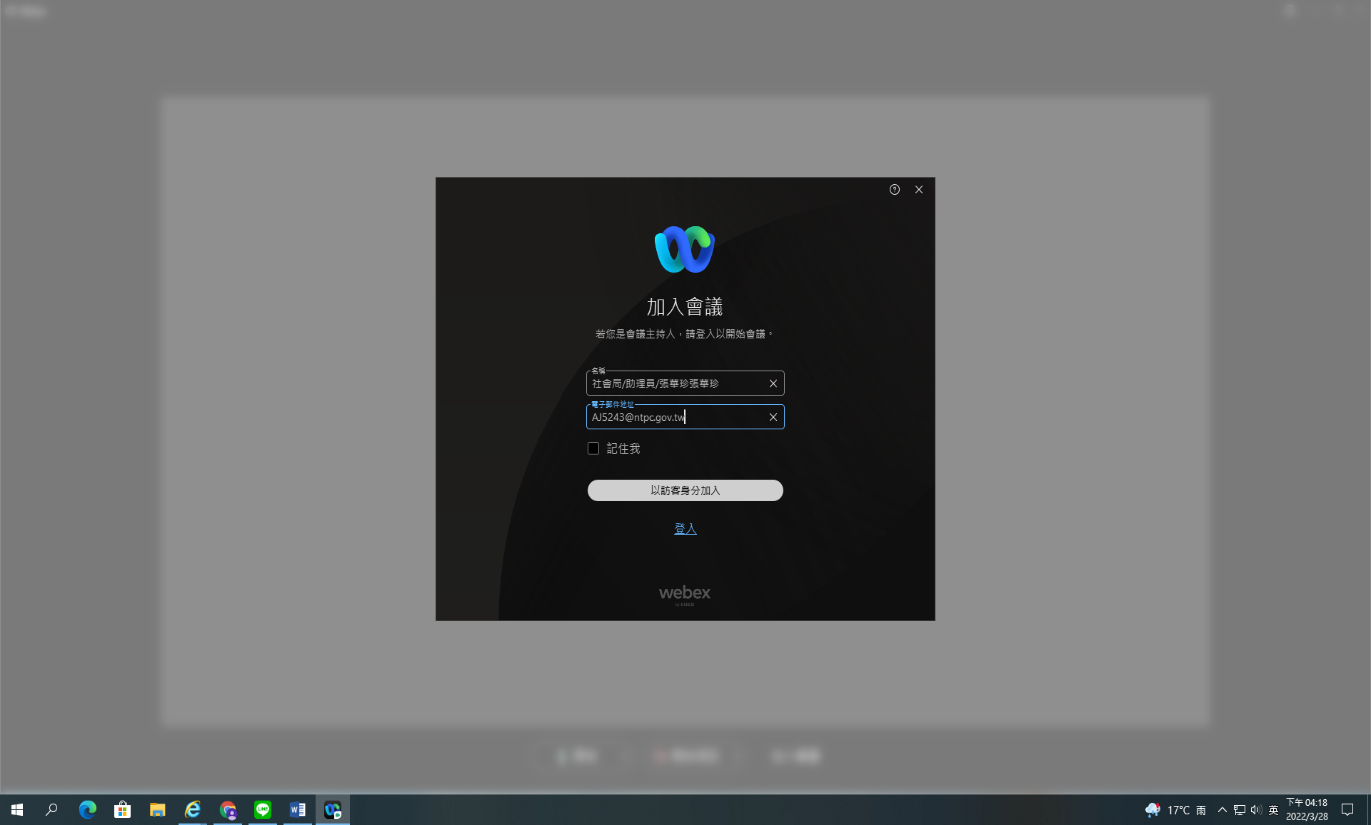 加入會議
若您是會議主持人，請登入以開始會議。
名稱
社會局/助理員/張華珍張華珍
電子郵件地址
AJ5243@ntpc.gov.tw
記住我
以訪客身分加入
登入
webex
by CISCO
17°C 雨
英
下午 04:18
2022/3/28